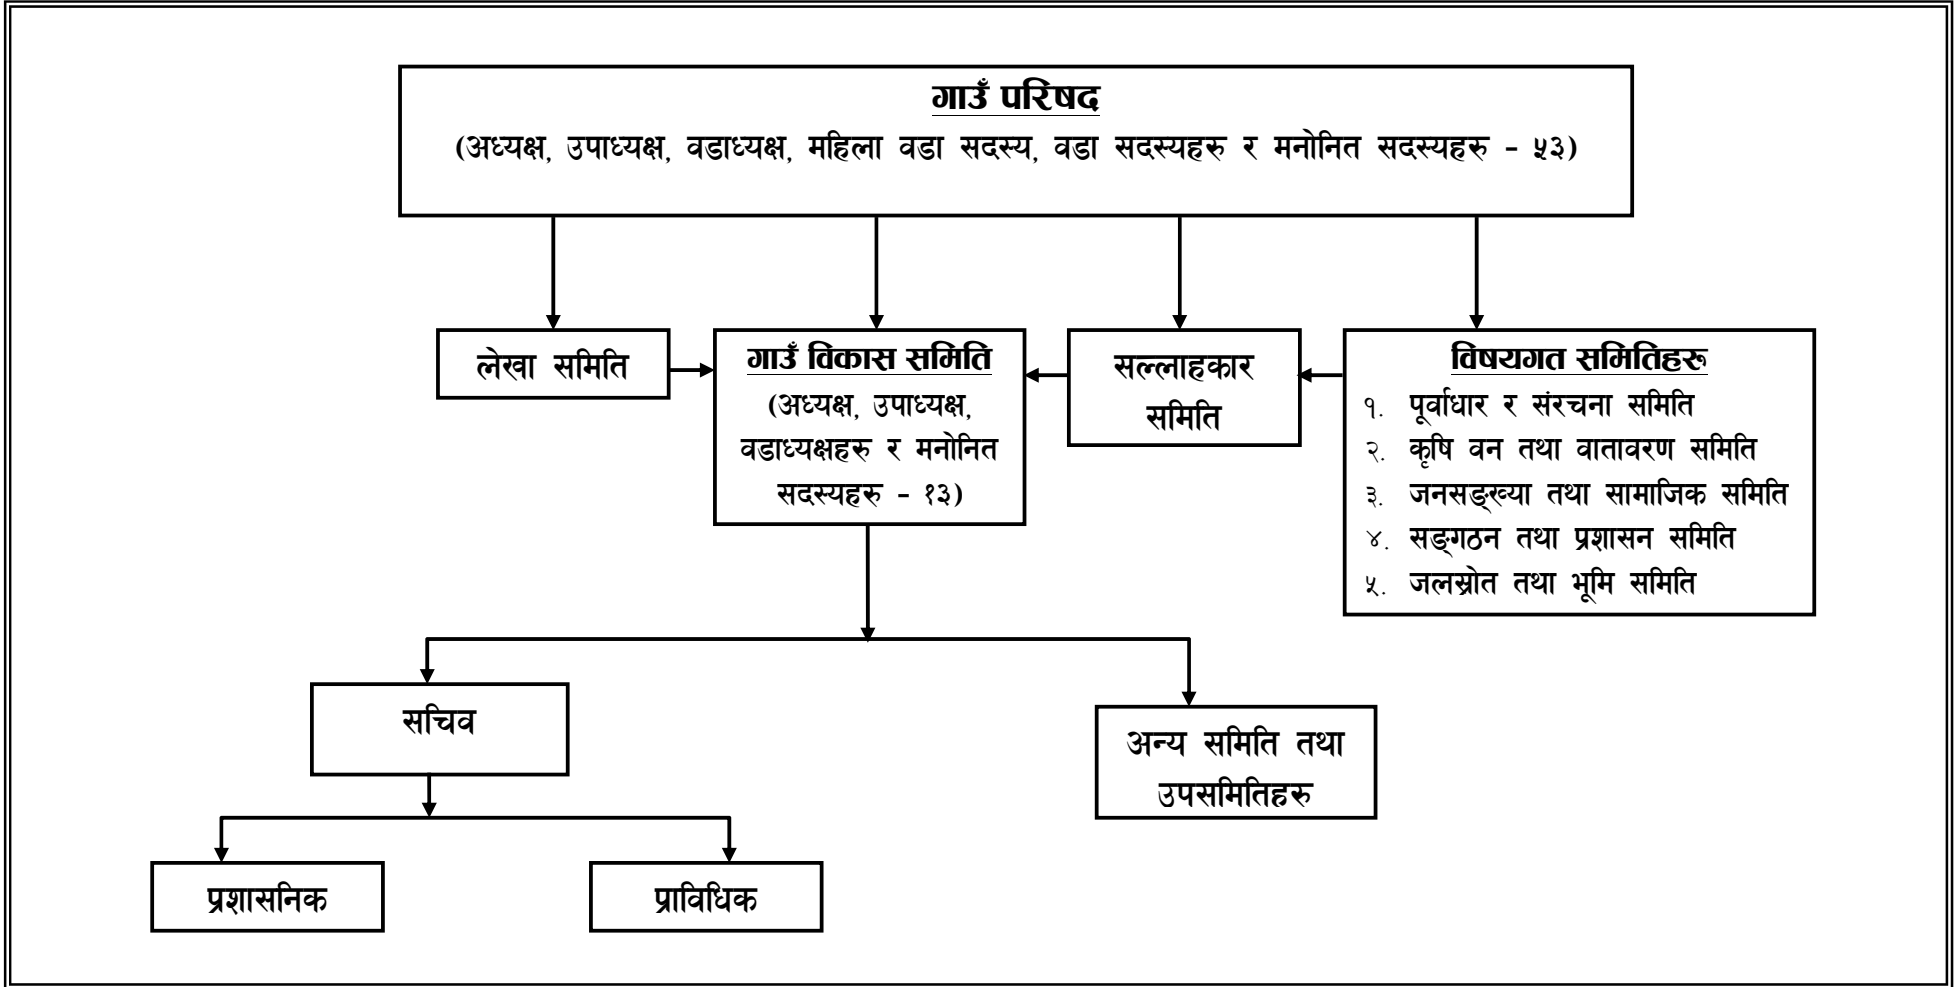 गाउँ परिषद
(अध्यक्ष, उपाध्यक्ष, वडाध्यक्ष, महिला वडा सदस्य, वडा सदस्यहरु र मनोनित सदस्यहरु - ५३)
लेखा समिति
गाउँ विकास समिति
(अध्यक्ष, उपाध्यक्ष,
वडाध्यक्षहरु र मनोनित
सदस्यहरु - १३)
सल्लाहकार
समिति
विषयगत समितिहरु
१. पूर्वाधार र संरचना समिति
२. कृषि वन तथा वातावरण समिति
३. जनसङ्ख्या तथा सामाजिक समिति
४. सङ्गठन तथा प्रशासन समिति
५. जलस्रोत तथा भूमि समिति
सचिव
अन्य समिति तथा
उपसमितिहरु
प्रशासनिक
प्राविधिक